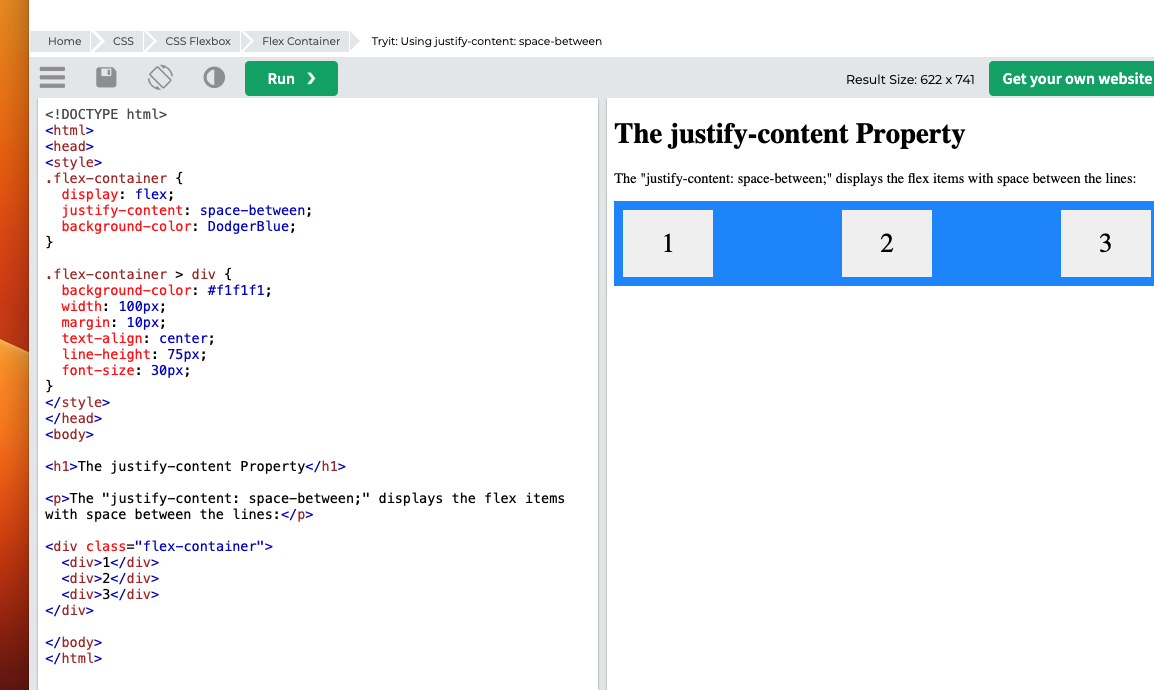 Home CSS CSS Flexbox Flex Container Tryit: Using justify-content: space-between
Run ❯ Result Size: 622 x 741 Get your own website
<!DOCTYPE html>
<html>
<head>
<style>
.flex-container {
  display: flex;
  justify-content: space-between;
  background-color: DodgerBlue;
}

.flex-container > div {
  background-color: #f1f1f1;
  width: 100px;
  margin: 10px;
  text-align: center;
  line-height: 75px;
  font-size: 30px;
}
</style>
</head>
<body>

<h1>The justify-content Property</h1>

<p>The "justify-content: space-between;" displays the flex items
with space between the lines:</p>

<div class="flex-container">
  <div>1</div>
  <div>2</div>
  <div>3</div>
</div>

</body>
</html>
The justify-content Property
The "justify-content: space-between;" displays the flex items with space between the lines:
1 2 3